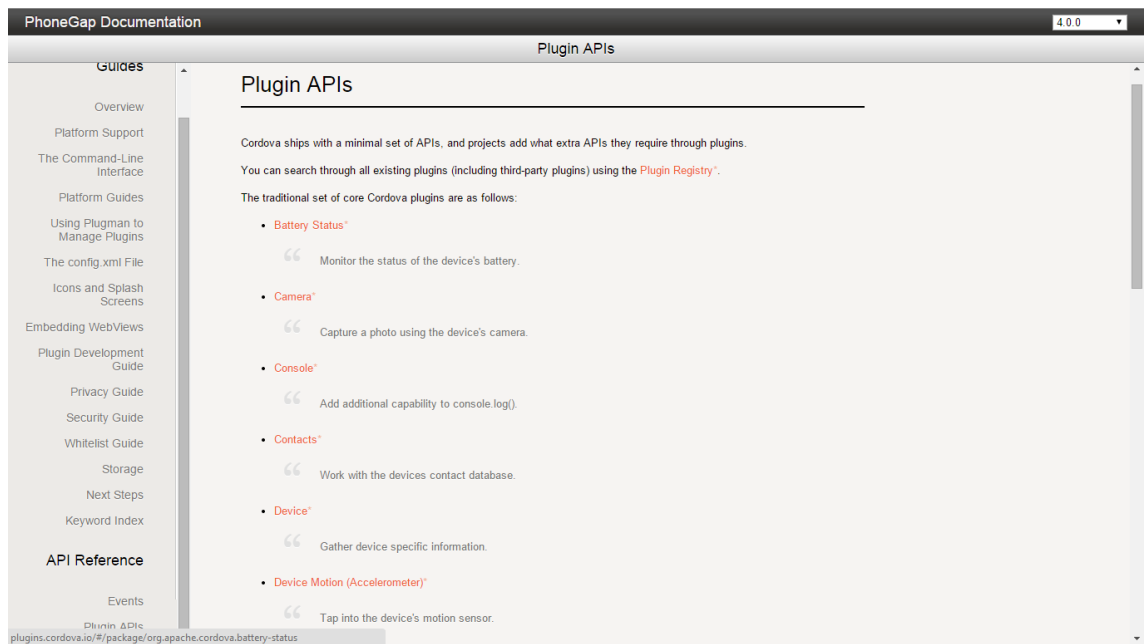 PhoneGap Documentation
4.0.0
Plugin APIs
Guides
Overview
Platform Support
The Command-Line
Interface
Platform Guides
Using Plugman to
Manage Plugins
The config.xml File
Icons and Splash
Screens
Embedding WebViews
Plugin Development
Guide
Privacy Guide
Security Guide
Whitelist Guide
Storage
Next Steps
Keyword Index
API Reference
Events
Plugin APIs
Plugin APIs
Cordova ships with a minimal set of APIs, and projects add what extra APIs they require through plugins.
You can search through all existing plugins (including third-party plugins) using the Plugin Registry°.
The traditional set of core Cordova plugins are as follows:
• Battery Status°
“ Monitor the status of the device's battery.
• Camera°
“ Capture a photo using the device's camera.
• Console°
“ Add additional capability to console.log().
• Contacts°
“ Work with the devices contact database.
• Device°
“ Gather device specific information.
• Device Motion (Accelerometer)°
“ Tap into the device's motion sensor.
plugins.cordova.io/#/package/org.apache.cordova.battery-status